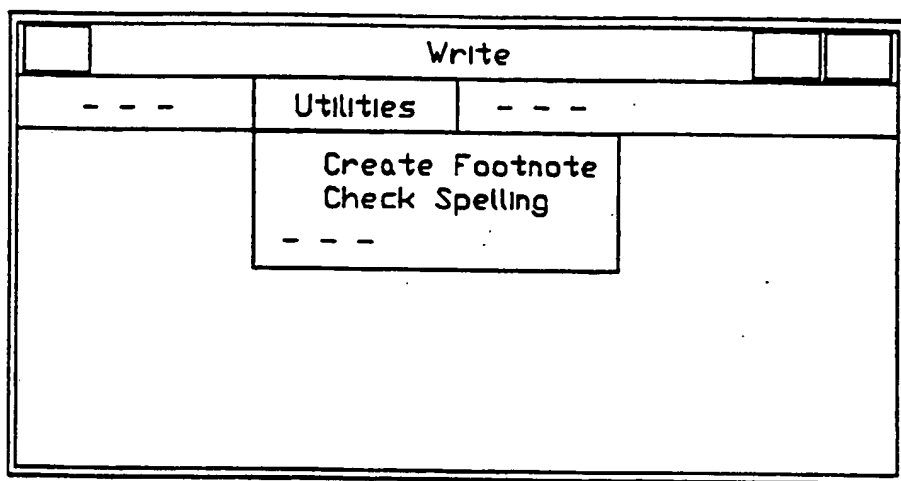 Write
- - - Utilities - - -
Create Footnote
Check Spelling
- - -